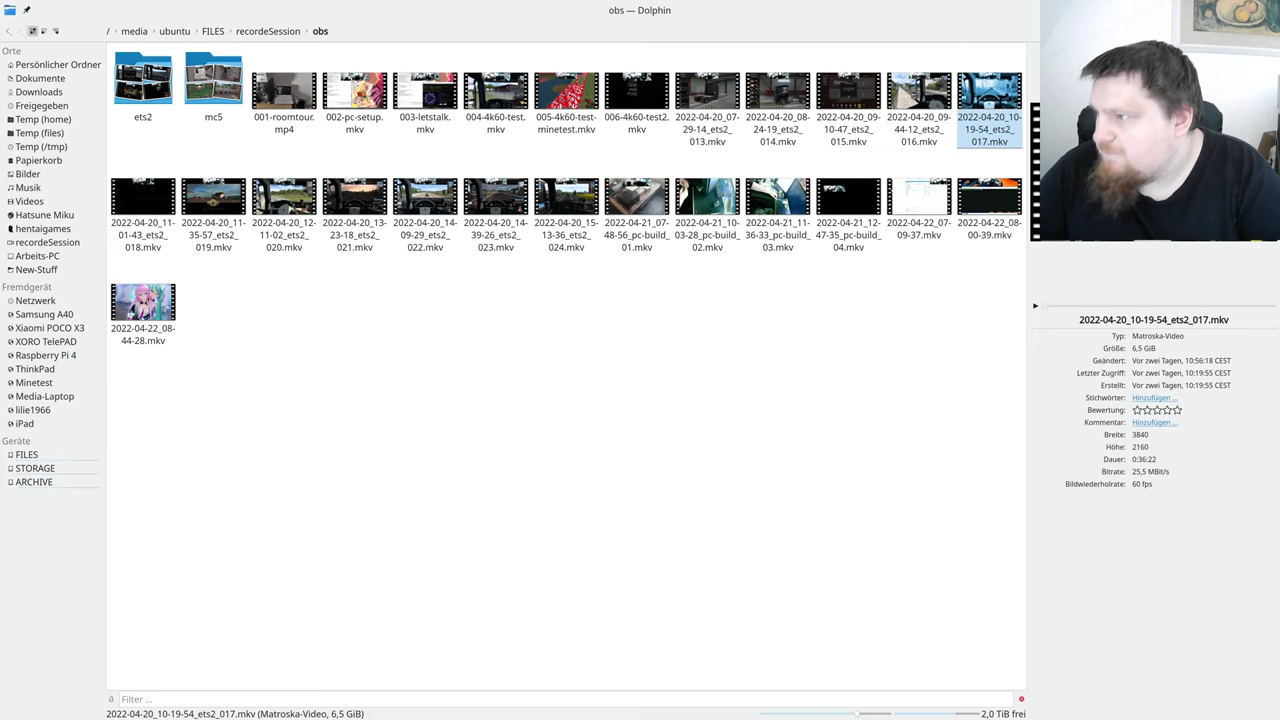 obs — Dolphin
/ media › ubuntu › FILES › recordeSession › obs
Orte
Persönlicher Ordner
Dokumente
Downloads
Freigegeben
Temp (home)
Temp (files)
Temp (/tmp)
Papierkorb
Bilder
Musik
Videos
Hatsune Miku
hentaigames
recordeSession
Arbeits-PC
New-Stuff
Fremdgerät
Netzwerk
Samsung A40
Xiaomi POCO X3
XORO TelePAD
Raspberry Pi 4
ThinkPad
Minetest
Media-Laptop
lilie1966
iPad
Geräte
FILES
STORAGE
ARCHIVE
ets2
mc5
001-roomtour.
mp4
002-pc-setup.
mkv
003-letstalk.
mkv
004-4k60-test.
mkv
005-4k60-test-
minetest.mkv
006-4k60-test2.
mkv
2022-04-20_07-
29-14_ets2_
013.mkv
2022-04-20_08-
24-19_ets2_
014.mkv
2022-04-20_09-
10-47_ets2_
015.mkv
2022-04-20_09-
44-12_ets2_
016.mkv
2022-04-20_10-
19-54_ets2_
017.mkv
2022-04-20_11-
01-43_ets2_
018.mkv
2022-04-20_11-
35-57_ets2_
019.mkv
2022-04-20_12-
11-02_ets2_
020.mkv
2022-04-20_13-
23-18_ets2_
021.mkv
2022-04-20_14-
09-29_ets2_
022.mkv
2022-04-20_14-
39-26_ets2_
023.mkv
2022-04-20_15-
13-36_ets2_
024.mkv
2022-04-21_07-
48-56_pc-build_
01.mkv
2022-04-21_10-
03-28_pc-build_
02.mkv
2022-04-21_11-
36-33_pc-build_
03.mkv
2022-04-21_12-
47-35_pc-build_
04.mkv
2022-04-22_07-
09-37.mkv
2022-04-22_08-
00-39.mkv
2022-04-22_08-
44-28.mkv
2022-04-20_10-19-54_ets2_017.mkv
Typ: Matroska-Video
Größe: 6,5 GiB
Geändert: Vor zwei Tagen, 10:56:18 CEST
Letzter Zugriff: Vor zwei Tagen, 10:19:55 CEST
Erstellt: Vor zwei Tagen, 10:19:55 CEST
Stichwörter: Hinzufügen ...
Bewertung:
Kommentar: Hinzufügen ...
Breite: 3840
Höhe: 2160
Dauer: 0:36:22
Bitrate: 25,5 MBit/s
Bildwiederholrate: 60 fps
Filter ...
2022-04-20_10-19-54_ets2_017.mkv (Matroska-Video, 6,5 GiB)
2,0 TiB frei